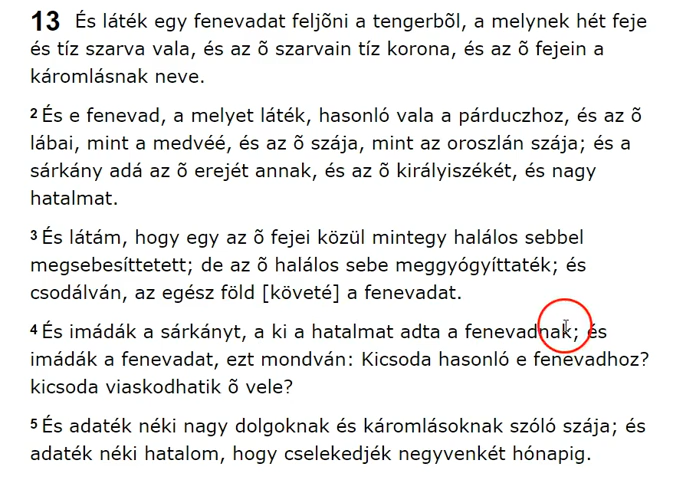 13 És láték egy fenevadat feljõni a tengerbõl, a melynek hét feje
és tíz szarva vala, és az õ szarvain tíz korona, és az õ fejein a
káromlásnak neve.
2 És e fenevad, a melyet láték, hasonló vala a párduczhoz, és az õ
lábai, mint a medvéé, és az õ szája, mint az oroszlán szája; és a
sárkány adá az õ erejét annak, és az õ királyiszékét, és nagy
hatalmat.
3 És látám, hogy egy az õ fejei közül mintegy halálos sebbel
megsebesíttetett; de az õ halálos sebe meggyógyíttaték; és
csodálván, az egész föld [követé] a fenevadat.
4 És imádák a sárkányt, a ki a hatalmat adta a fenevadnak; és
imádák a fenevadat, ezt mondván: Kicsoda hasonló e fenevadhoz?
kicsoda viaskodhatik õ vele?
5 És adaték néki nagy dolgoknak és káromlásoknak szóló szája; és
adaték néki hatalom, hogy cselekedjék negyvenkét hónapig.